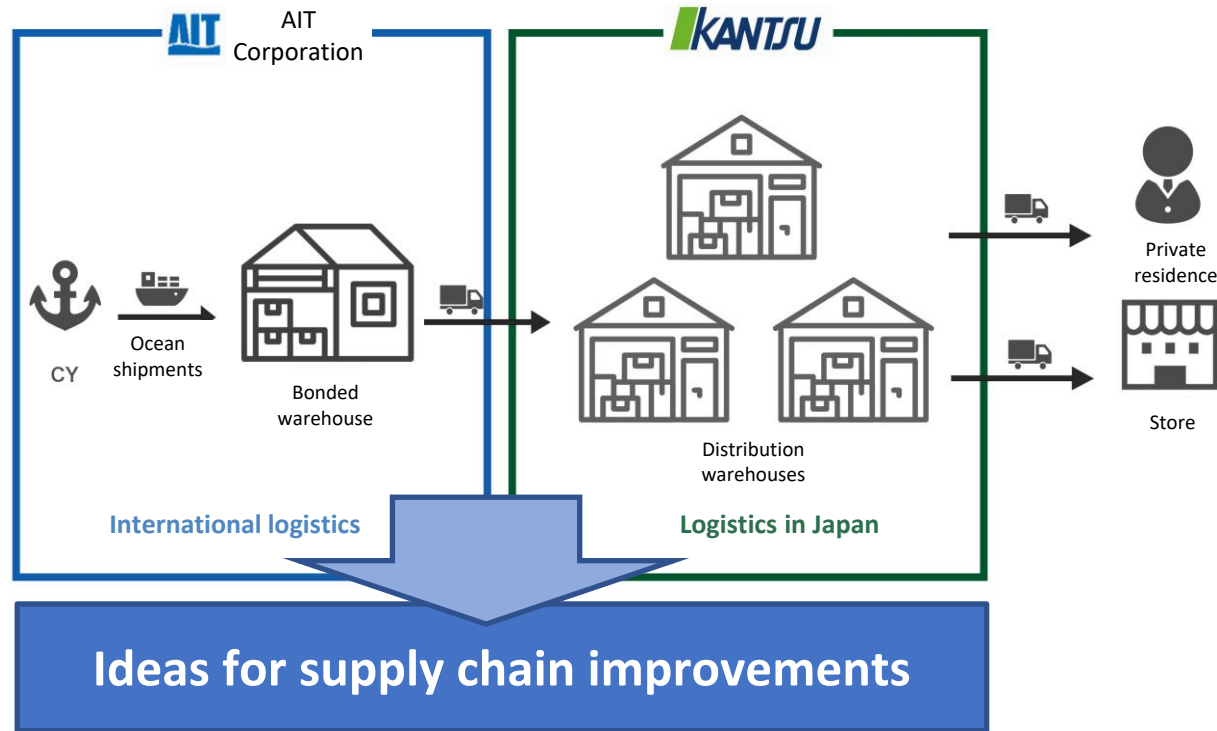 AIT
AIT
Corporation
KANTSU
CY
Ocean
shipments
Bonded
warehouse
Distribution
warehouses
Private
residence
Store
International logistics
Logistics in Japan
Ideas for supply chain improvements